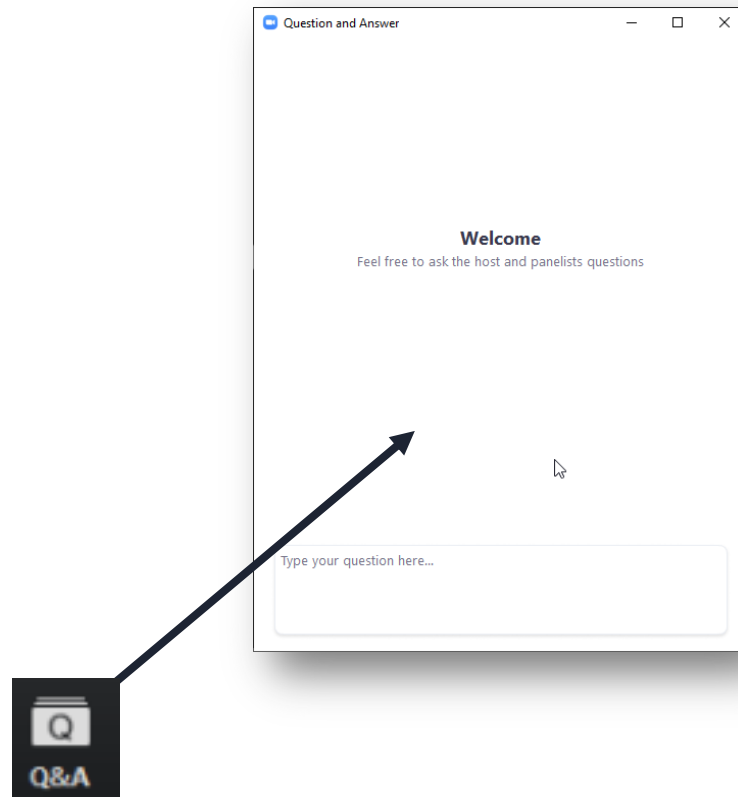 Question and Answer
Welcome
Feel free to ask the host and panelists questions
Type your question here...
Q
Q&A